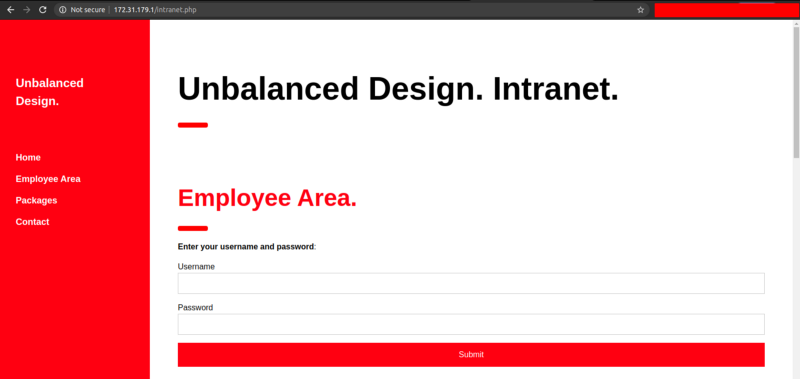 Not secure | 172.31.179.1/intranet.php
Unbalanced
Design.
Home
Employee Area
Packages
Contact
Unbalanced Design. Intranet.
Employee Area.
Enter your username and password:
Username
Password
Submit